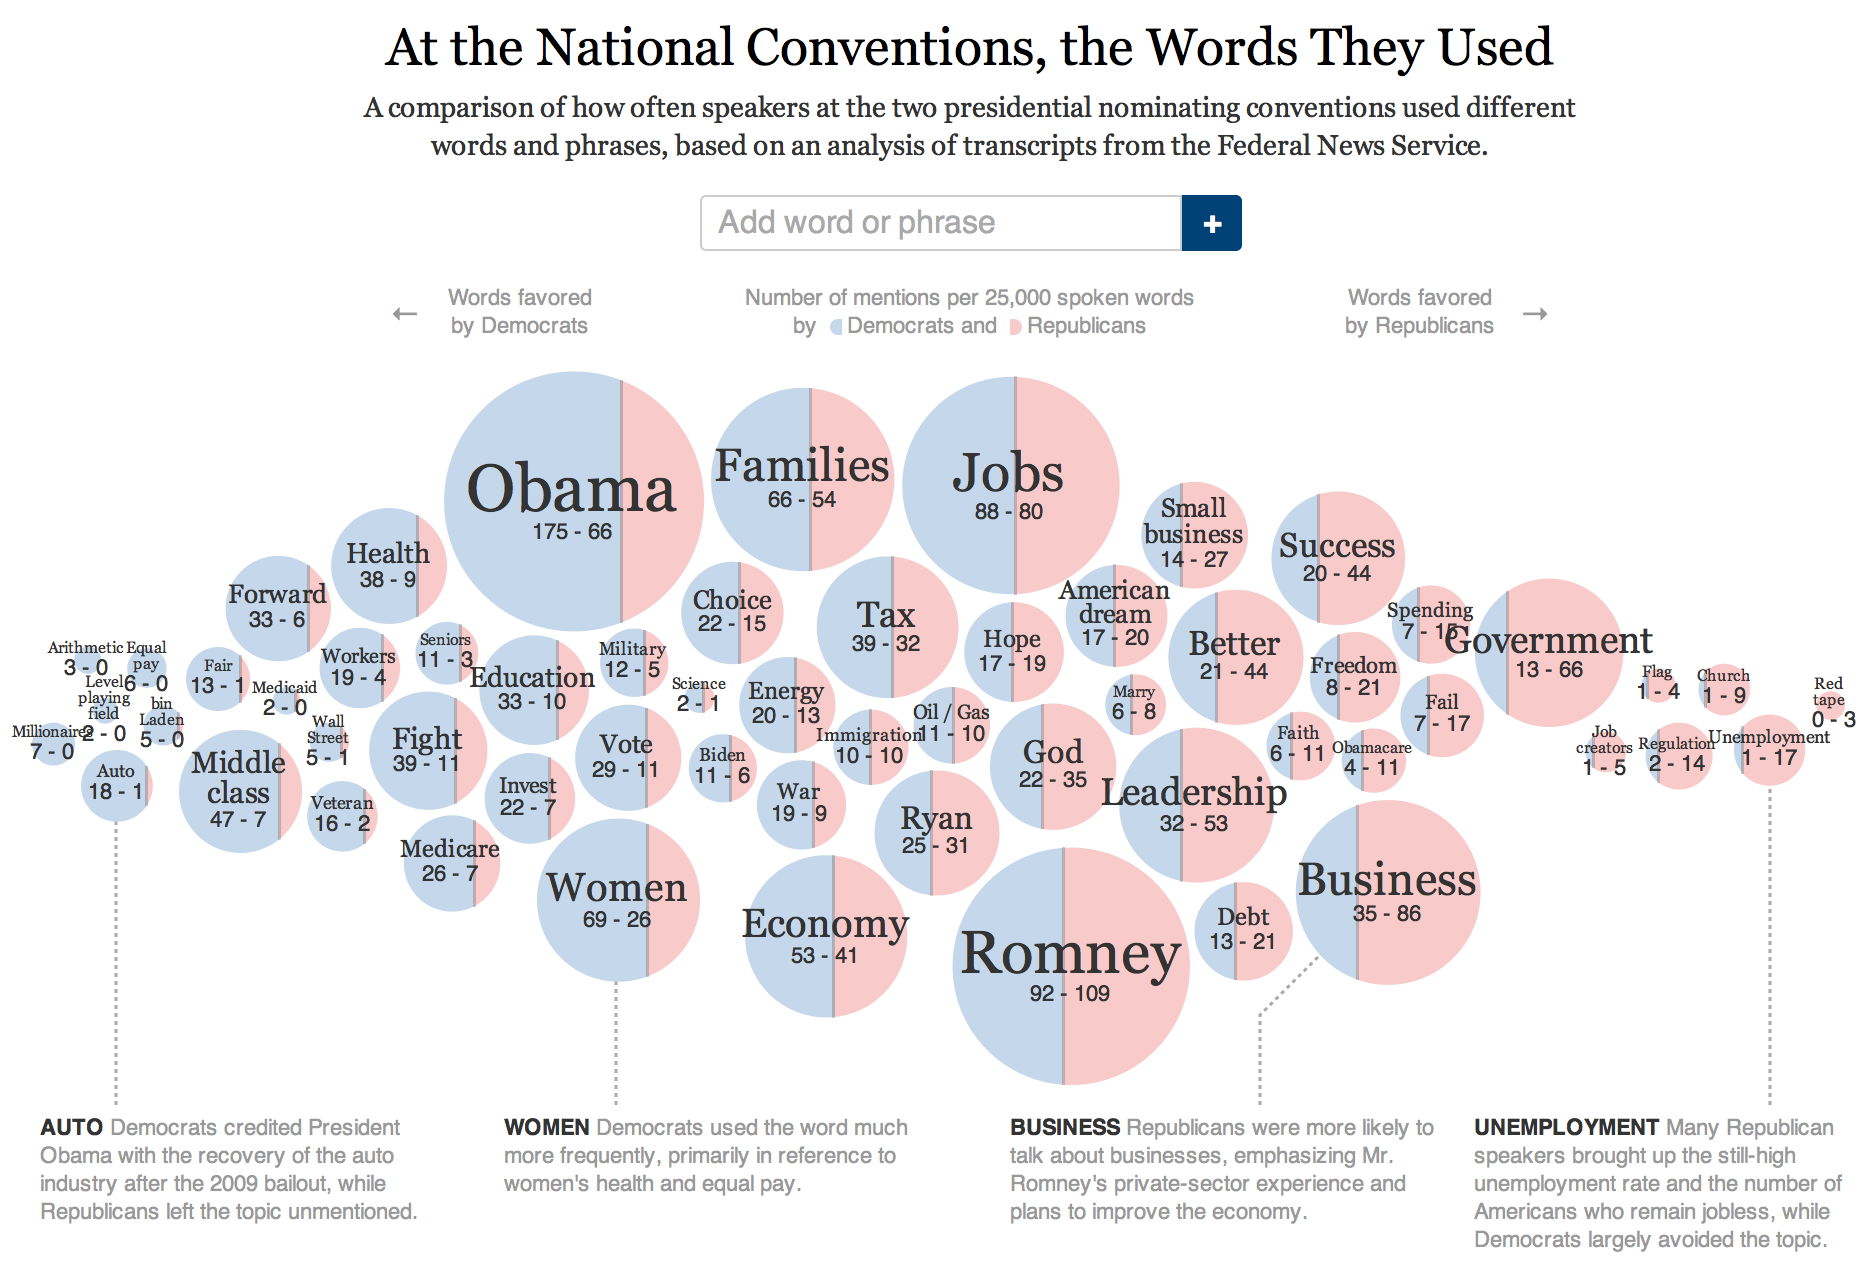 At the National Conventions, the Words They Used
A comparison of how often speakers at the two presidential nominating conventions used different
words and phrases, based on an analysis of transcripts from the Federal News Service.
Add word or phrase +
← Words favored
by Democrats
Number of mentions per 25,000 spoken words
by Democrats and Republicans
Words favored
by Republicans →
Obama
175 - 66
Families
66 - 54
Jobs
88 - 80
Small
business
14 - 27
Success
20 - 44
Health
38 - 9
Forward
33 - 6
Choice
22 - 15
Tax
39 - 32
American
dream
17 - 20
Hope
17 - 19
Better
21 - 44
Spending
7 - 15
Government
13 - 66
Arithmetic
3 - 0
Equal
pay
6 - 0
Fair
13 - 1
Workers
19 - 4
Seniors
11 - 3
Education
33 - 10
Military
12 - 5
Science
2 - 1
Energy
20 - 13
Marry
6 - 8
Freedom
8 - 21
Flag
1 - 4
Church
1 - 9
Red
tape
0 - 3
Level
playing
field
2 - 0
Medicaid
2 - 0
bin
Laden
5 - 0
Millionaires
7 - 0
Wall
Street
5 - 1
Fight
39 - 11
Vote
29 - 11
Immigration
10 - 10
Oil / Gas
11 - 10
God
22 - 35
Faith
6 - 11
Obamacare
4 - 11
Fail
7 - 17
Job
creators
1 - 5
Regulation
2 - 14
Unemployment
1 - 17
Auto
18 - 1
Middle
class
47 - 7
Veteran
16 - 2
Invest
22 - 7
Biden
11 - 6
War
19 - 9
Ryan
25 - 31
Leadership
32 - 53
Medicare
26 - 7
Women
69 - 26
Economy
53 - 41
Romney
92 - 109
Debt
13 - 21
Business
35 - 86
AUTO Democrats credited President
Obama with the recovery of the auto
industry after the 2009 bailout, while
Republicans left the topic unmentioned.
WOMEN Democrats used the word much
more frequently, primarily in reference to
women's health and equal pay.
BUSINESS Republicans were more likely to
talk about businesses, emphasizing Mr.
Romney's private-sector experience and
plans to improve the economy.
UNEMPLOYMENT Many Republican
speakers brought up the still-high
unemployment rate and the number of
Americans who remain jobless, while
Democrats largely avoided the topic.